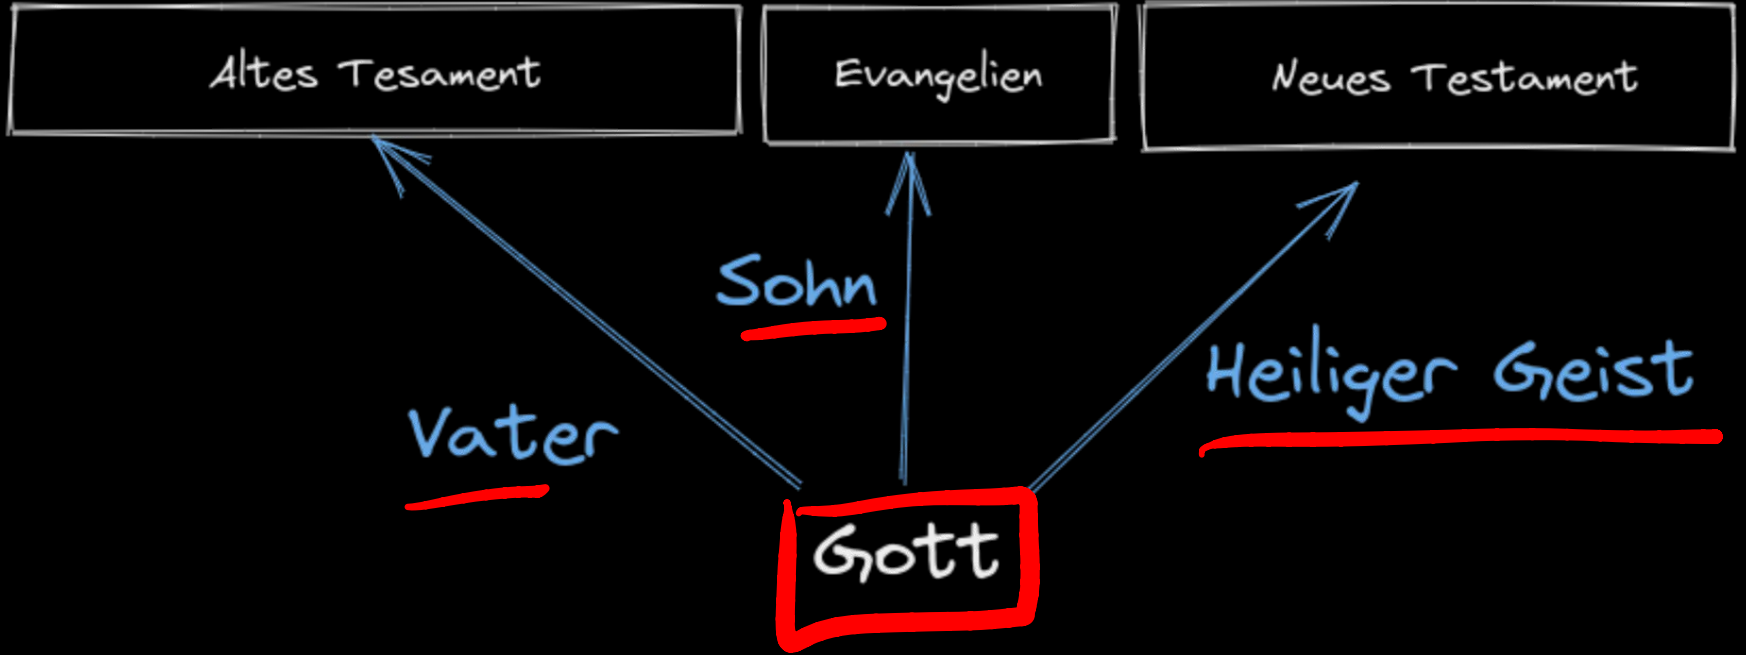 Altes Tesament
Evangelien
Neues Testament
Sohn
Heiliger Geist
Vater
Gott